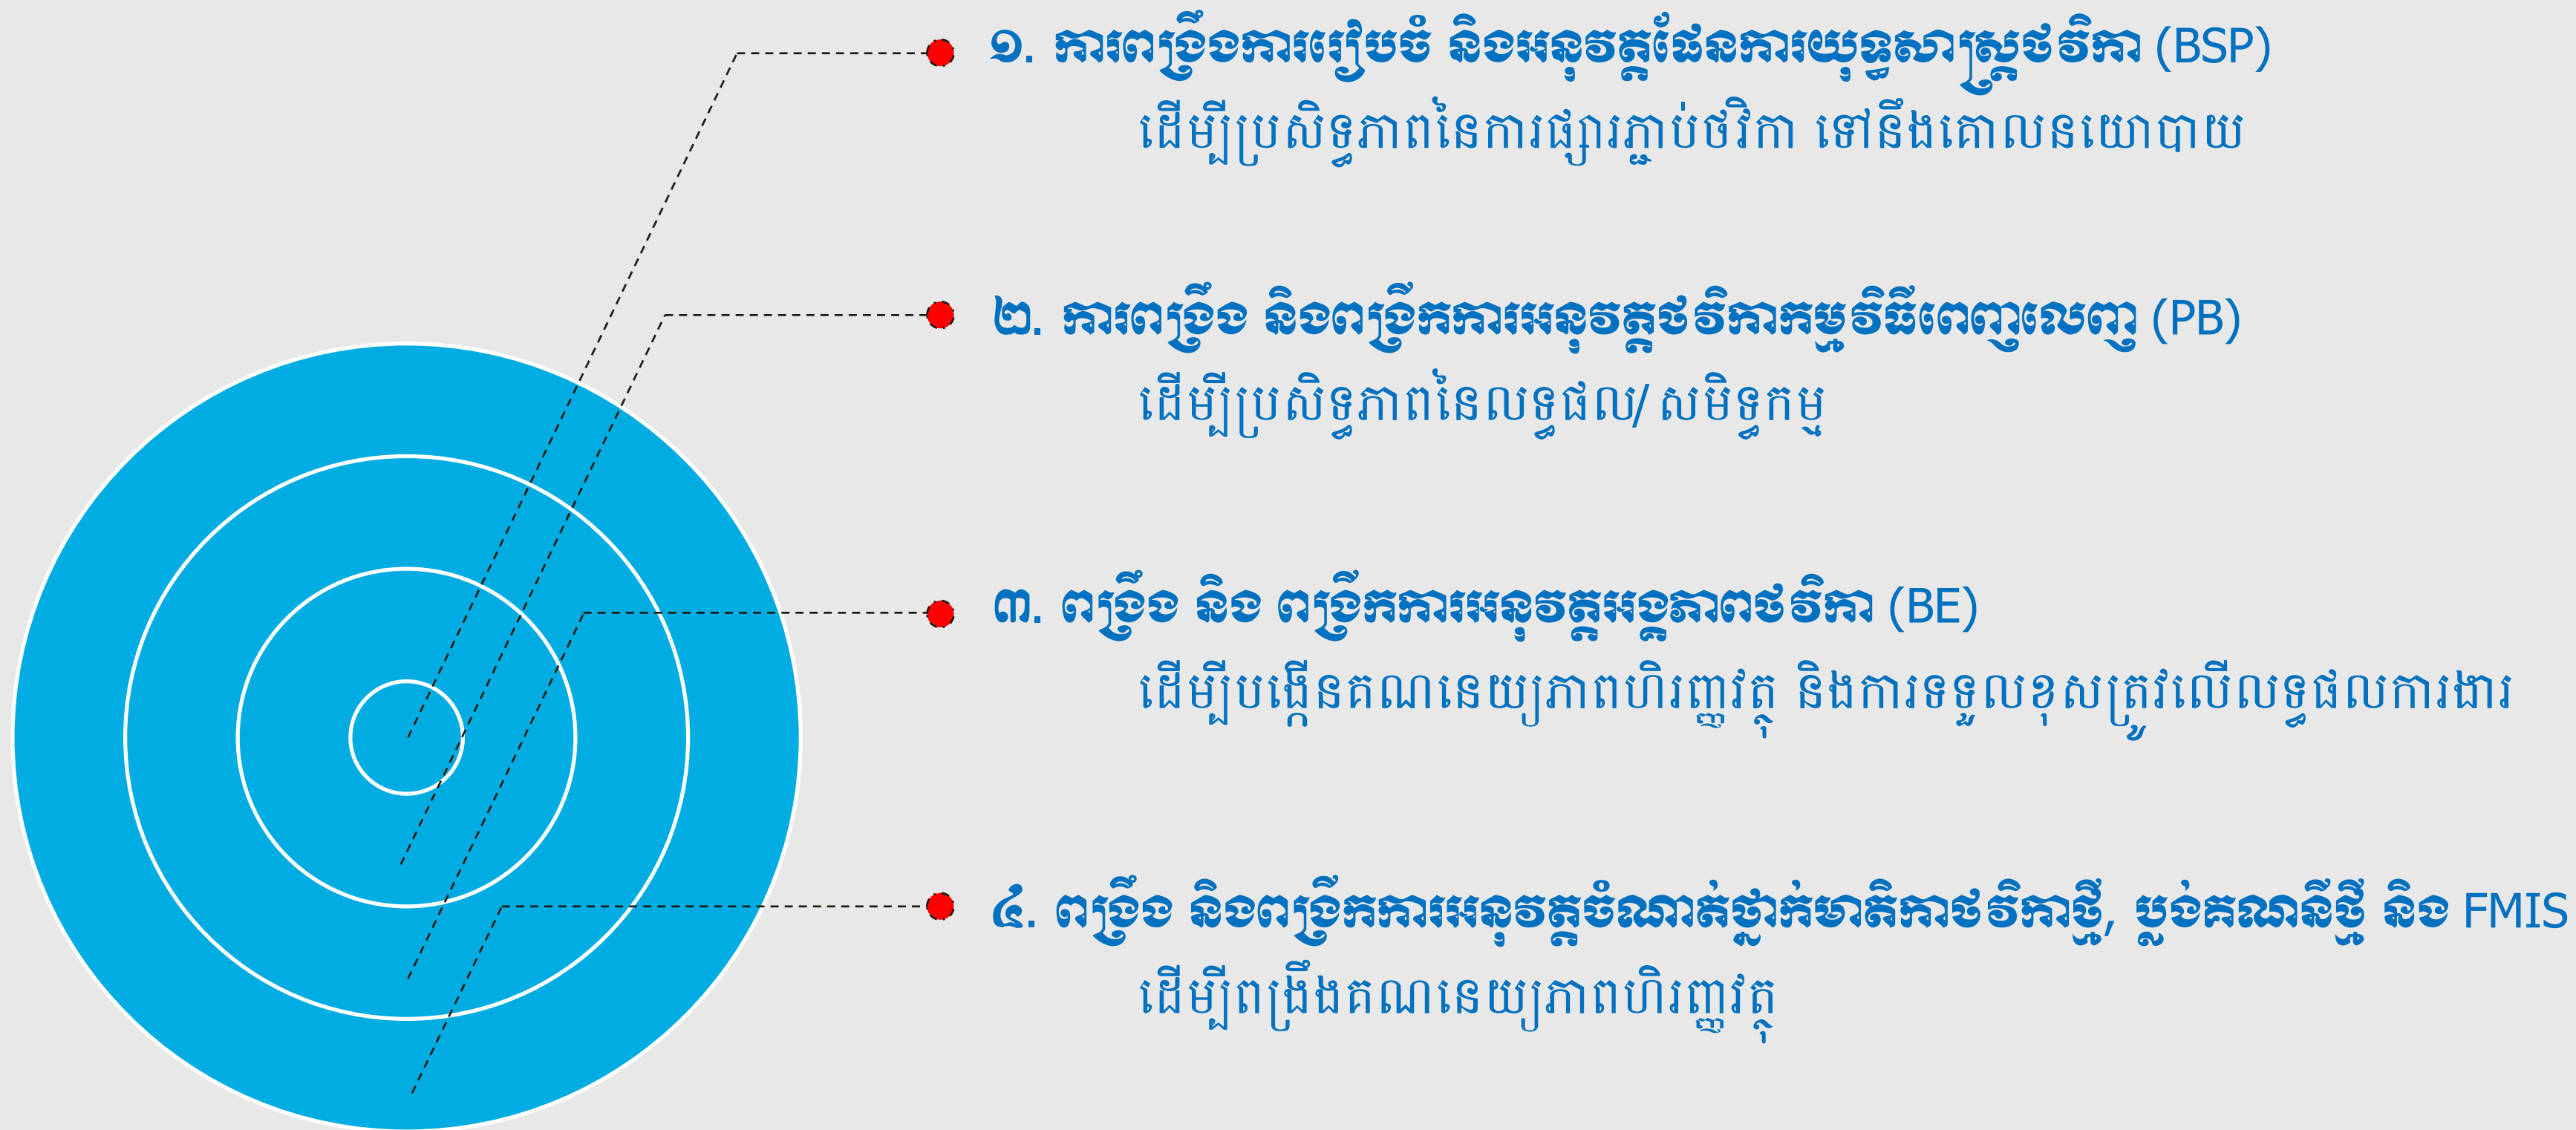 ១. ការពង្រឹងការរៀបចំ និងអនុវត្តផែនការយុទ្ធសាស្ត្រថវិកា (BSP)
ដើម្បីប្រសិទ្ធភាពនៃការផ្សារភ្ជាប់ថវិកា ទៅនឹងគោលនយោបាយ
២. ការពង្រឹង និងពង្រីកការអនុវត្តថវិកាកម្មវិធីពេញលេញ (PB)
ដើម្បីប្រសិទ្ធភាពនៃលទ្ធផល/ សមិទ្ធកម្ម
៣. ពង្រឹង និង ពង្រីកការអនុវត្តអង្គភាពថវិកា (BE)
ដើម្បីបង្កើនគណនេយ្យភាពហិរញ្ញវត្ថុ និងការទទួលខុសត្រូវលើលទ្ធផលការងារ
៤. ពង្រឹង និងពង្រីកការអនុវត្តចំណាត់ថ្នាក់មាតិកាថវិកាថ្មី, ប្លង់គណនីថ្មី និង FMIS
ដើម្បីពង្រឹងគណនេយ្យភាពហិរញ្ញវត្ថុ